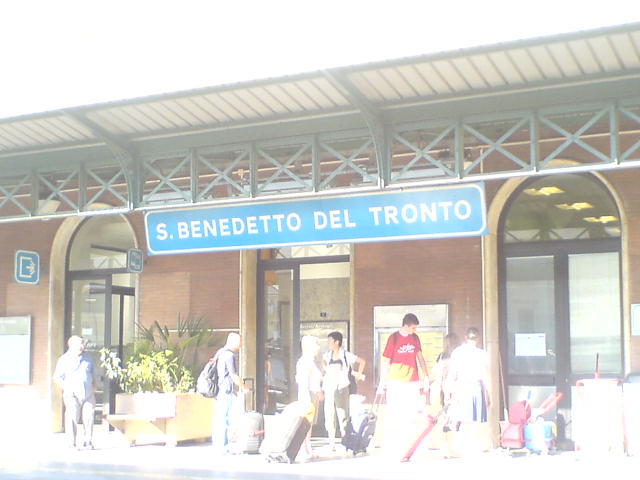 S. BENEDETTO DEL TRONTO